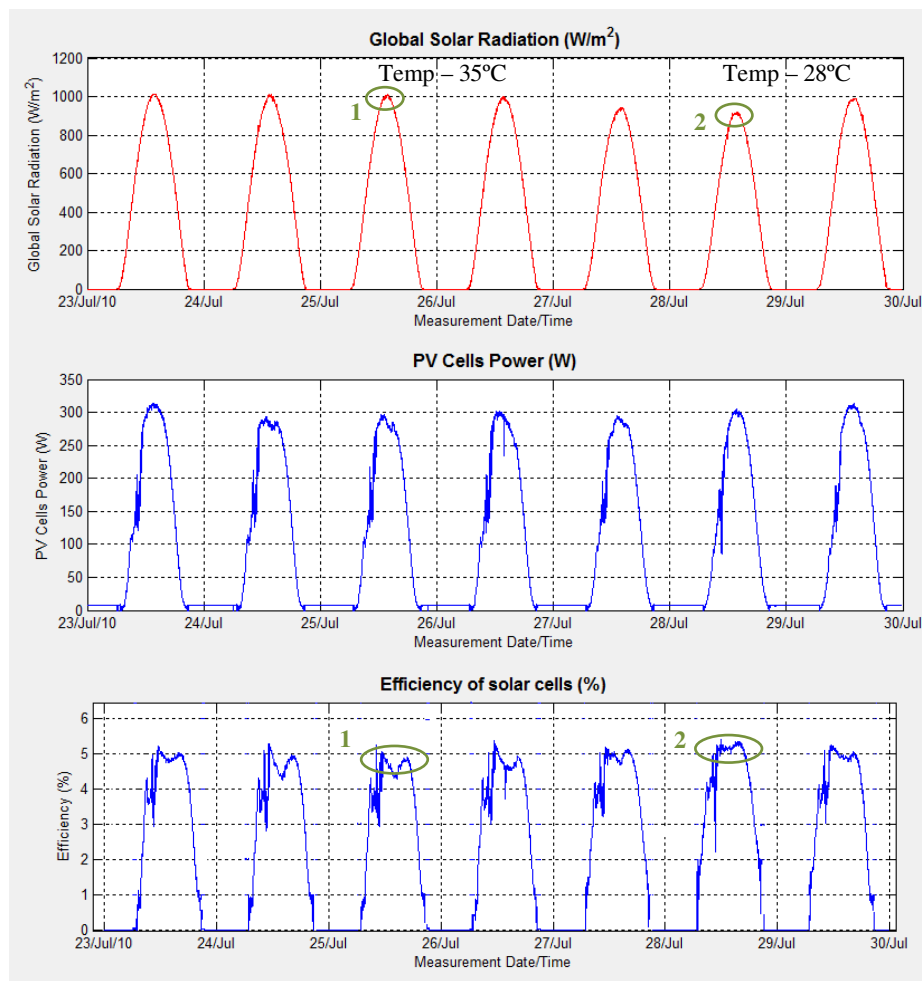 Global Solar Radiation (W/m²)
Temp – 35ºC
Temp – 28ºC
1
2
Global Solar Radiation (W/m²)
1200
1000
800
600
400
200
0
23/Jul/10 24/Jul 25/Jul 26/Jul 27/Jul 28/Jul 29/Jul 30/Jul
Measurement Date/Time
PV Cells Power (W)
PV Cells Power (W)
350
300
250
200
150
100
50
0
23/Jul/10 24/Jul 25/Jul 26/Jul 27/Jul 28/Jul 29/Jul 30/Jul
Measurement Date/Time
Efficiency of solar cells (%)
1
2
Efficiency (%)
6
5
4
3
2
1
0
23/Jul/10 24/Jul 25/Jul 26/Jul 27/Jul 28/Jul 29/Jul 30/Jul
Measurement Date/Time